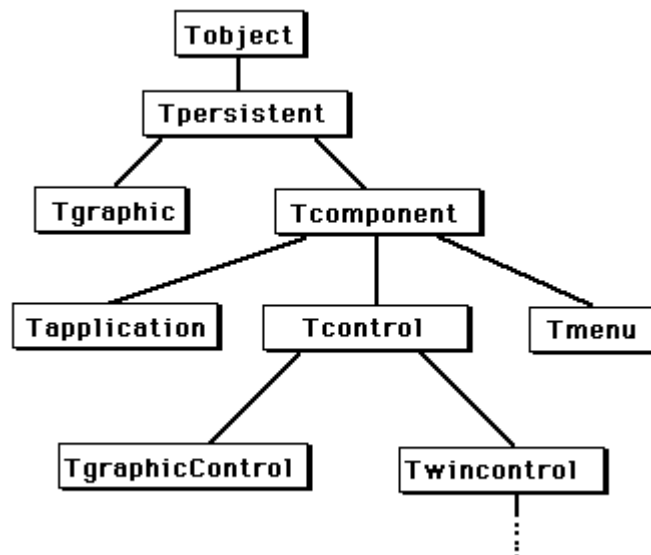 Tobject
Tpersistent
Tgraphic
Tcomponent
Tapplication
Tcontrol
Tmenu
TgraphicControl
Twincontrol